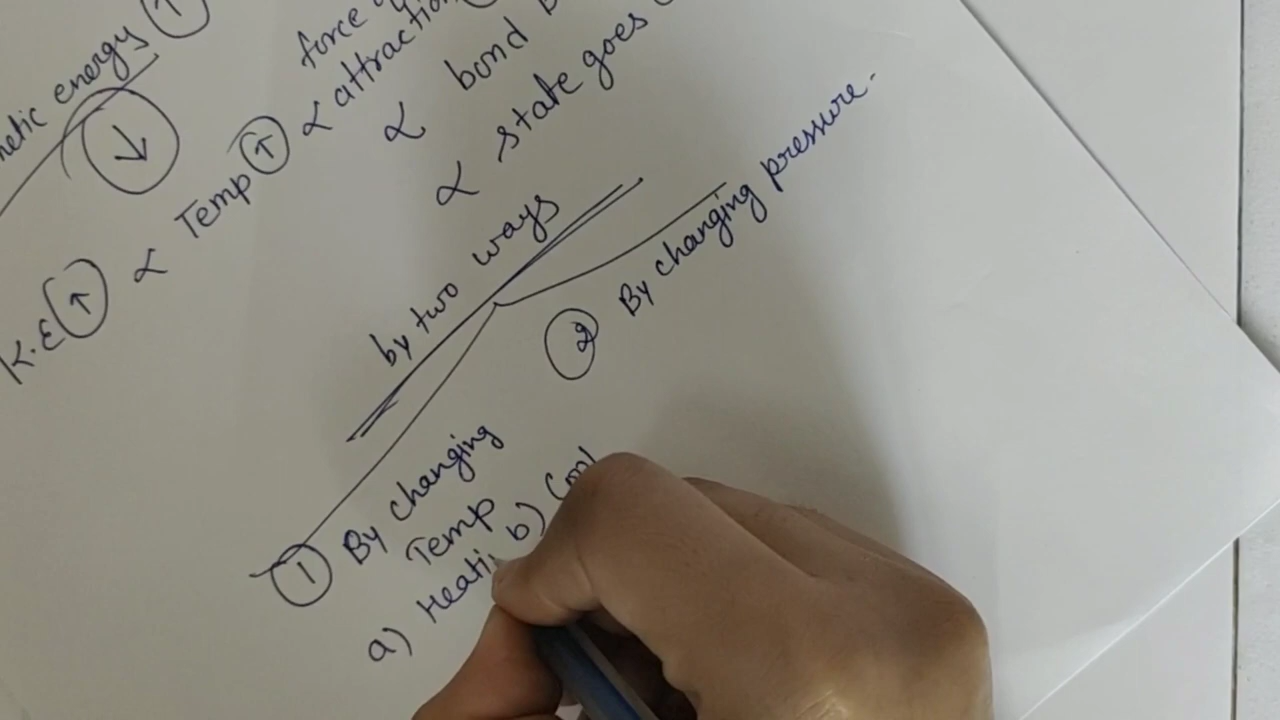 netic energy ↑
↓
K.E ↑ ∝ Temp ↑ ∝ attraction
force
∝ bond
∝ state goes
by two ways
① By changing
Temp
a) Heati b) Cool
② By changing pressure.